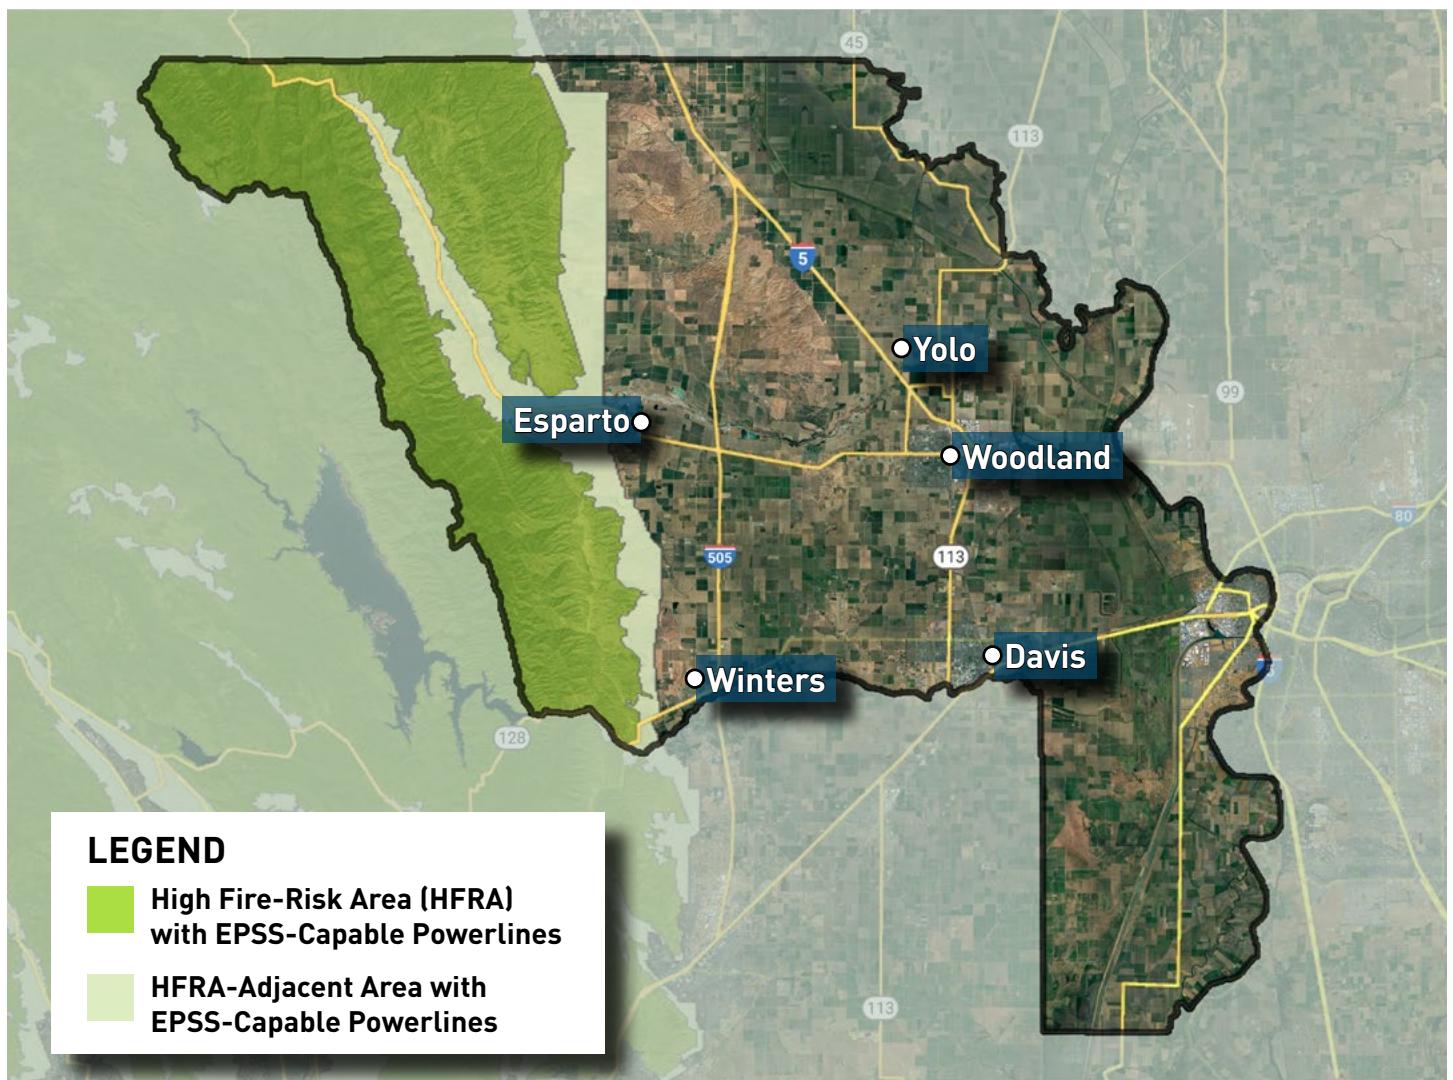 45
113
5
Yolo
99
Esparto
Woodland
80
505
113
Davis
Winters
128
LEGEND
High Fire-Risk Area (HFRA)
with EPSS-Capable Powerlines
HFRA-Adjacent Area with
EPSS-Capable Powerlines
113